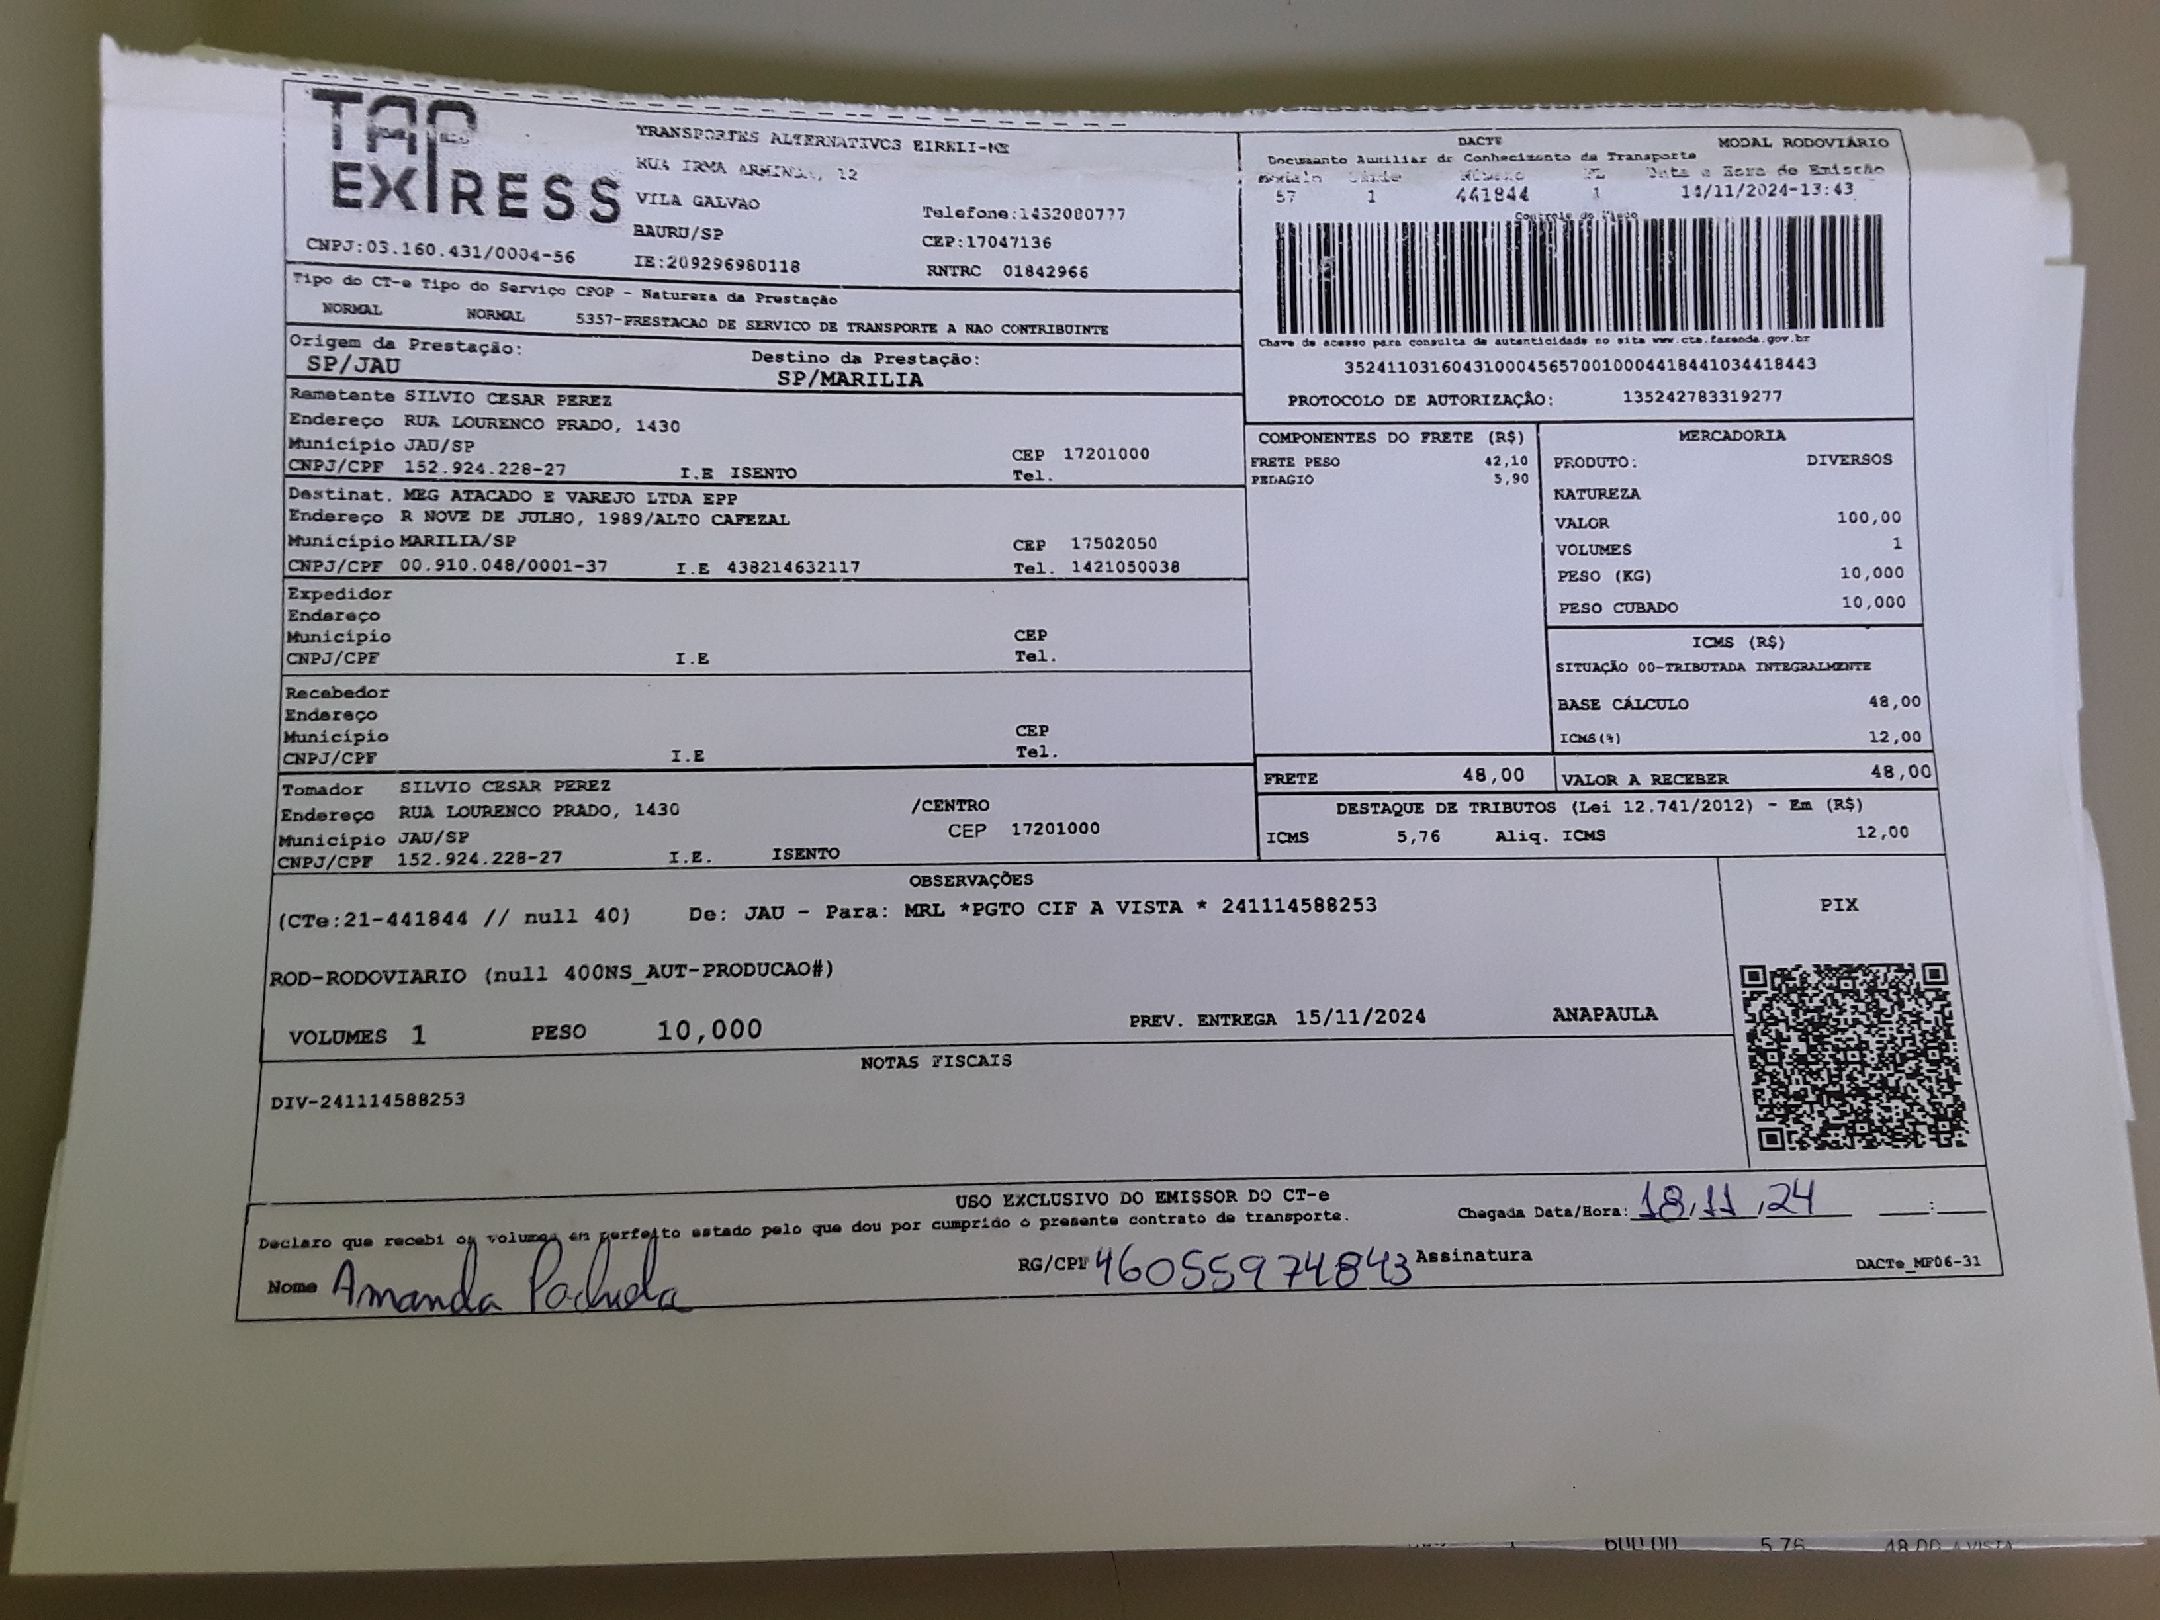 TAP
EXPRESS
CNPJ:03.160.431/0004-56
TRANSPORTES ALTERNATIVOS EIRELI-ME
RUA IRMA ARMINDA, 12
VILA GALVAO
Telefone:1432080777
BAURU/SP
CEP:17047136
IE:209296980118
RNTRC 01842966
DACTE
MODAL RODOVIÁRIO
Documento Auxiliar de Conhecimento de Transporte
Modelo Série Número FL Data e Hora de Emissão
57 1 441844 1 14/11/2024-13:43
Controle do Fisco
Chave de acesso para consulta de autenticidade no site www.cte.fazenda.gov.br
35241103160431000456570010004418441034418443
PROTOCOLO DE AUTORIZAÇÃO: 135242783319277
Tipo do CT-e Tipo do Serviço CFOP - Natureza da Prestação
NORMAL NORMAL 5357-PRESTACAO DE SERVICO DE TRANSPORTE A NAO CONTRIBUINTE
Origem da Prestação:
SP/JAU
Destino da Prestação:
SP/MARILIA
Remetente SILVIO CESAR PEREZ
Endereço RUA LOURENCO PRADO, 1430
Município JAU/SP CEP 17201000
CNPJ/CPF 152.924.228-27 I.E ISENTO Tel.
Destinat. MEG ATACADO E VAREJO LTDA EPP
Endereço R NOVE DE JULHO, 1989/ALTO CAFEZAL
Município MARILIA/SP CEP 17502050
CNPJ/CPF 00.910.048/0001-37 I.E 438214632117 Tel. 1421050038
Expedidor
Endereço
Município CEP
CNPJ/CPF I.E Tel.
Recebedor
Endereço
Município CEP
CNPJ/CPF I.E Tel.
Tomador SILVIO CESAR PEREZ
Endereço RUA LOURENCO PRADO, 1430 /CENTRO
Município JAU/SP CEP 17201000
CNPJ/CPF 152.924.228-27 I.E. ISENTO
COMPONENTES DO FRETE (R$)
FRETE PESO 42,10
PEDAGIO 5,90
MERCADORIA
PRODUTO: DIVERSOS
NATUREZA
VALOR 100,00
VOLUMES 1
PESO (KG) 10,000
PESO CUBADO 10,000
ICMS (R$)
SITUAÇÃO 00-TRIBUTADA INTEGRALMENTE
BASE CÁLCULO 48,00
ICMS(%) 12,00
FRETE 48,00 VALOR A RECEBER 48,00
DESTAQUE DE TRIBUTOS (Lei 12.741/2012) - Em (R$)
ICMS 5,76 Aliq. ICMS 12,00
OBSERVAÇÕES
(CTe:21-441844 // null 40) De: JAU - Para: MRL *PGTO CIF A VISTA * 241114588253
ROD-RODOVIARIO (null 400NS_AUT-PRODUCAO#)
VOLUMES 1 PESO 10,000 PREV. ENTREGA 15/11/2024 ANAPAULA
PIX
NOTAS FISCAIS
DIV-241114588253
USO EXCLUSIVO DO EMISSOR DO CT-e
Declaro que recebi os volumes em perfeito estado pelo que dou por cumprido o presente contrato de transporte.
Chegada Data/Hora: 18,11,24 :
Nome Amanda RG/CPF 46055974843 Assinatura
DACTe_MP06-31
600,00 5,76 48,00 A VISTA